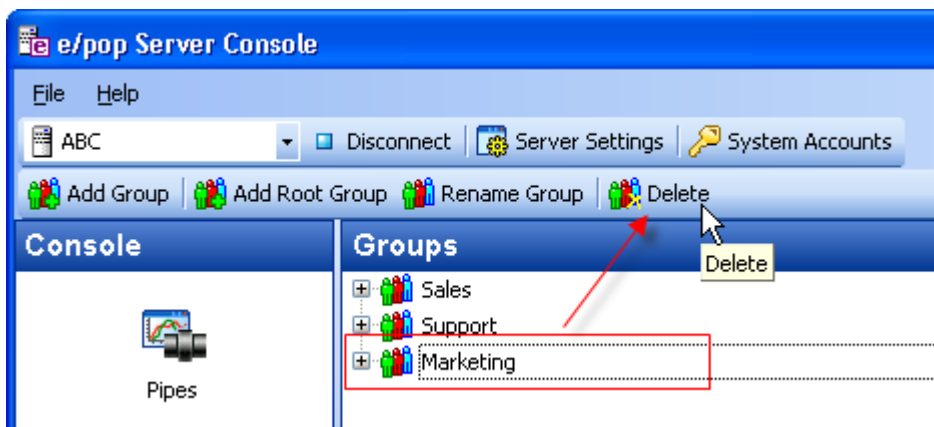 e/pop Server Console
File Help
ABC Disconnect Server Settings System Accounts
Add Group Add Root Group Rename Group Delete
Console Groups
Delete
Sales
Support
Marketing
Pipes